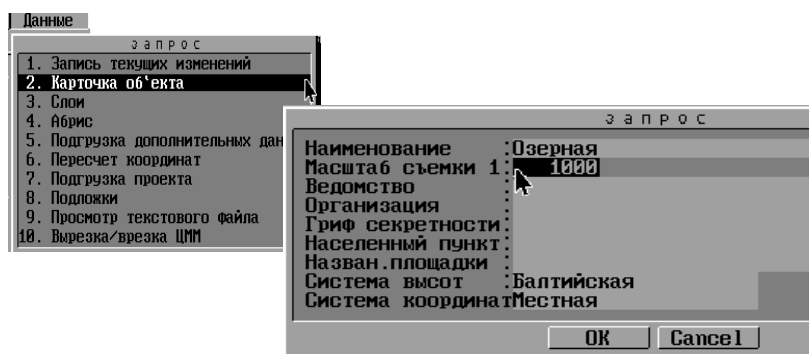 Данные
запрос
1. Запись текущих изменений
2. Карточка об'екта
3. Слои
4. Абрис
5. Подгрузка дополнительных дан
6. Пересчет координат
7. Подгрузка проекта
8. Подложки
9. Просмотр текстового файла
10. Вырезка/врезка ЦММ
запрос
Наименование :Озерная
Масштаб съемки 1: 1000
Ведомство :
Организация :
Гриф секретности:
Населенный пункт:
Назван.площадки :
Система высот :Балтийская
Система координатМестная
OK Cancel